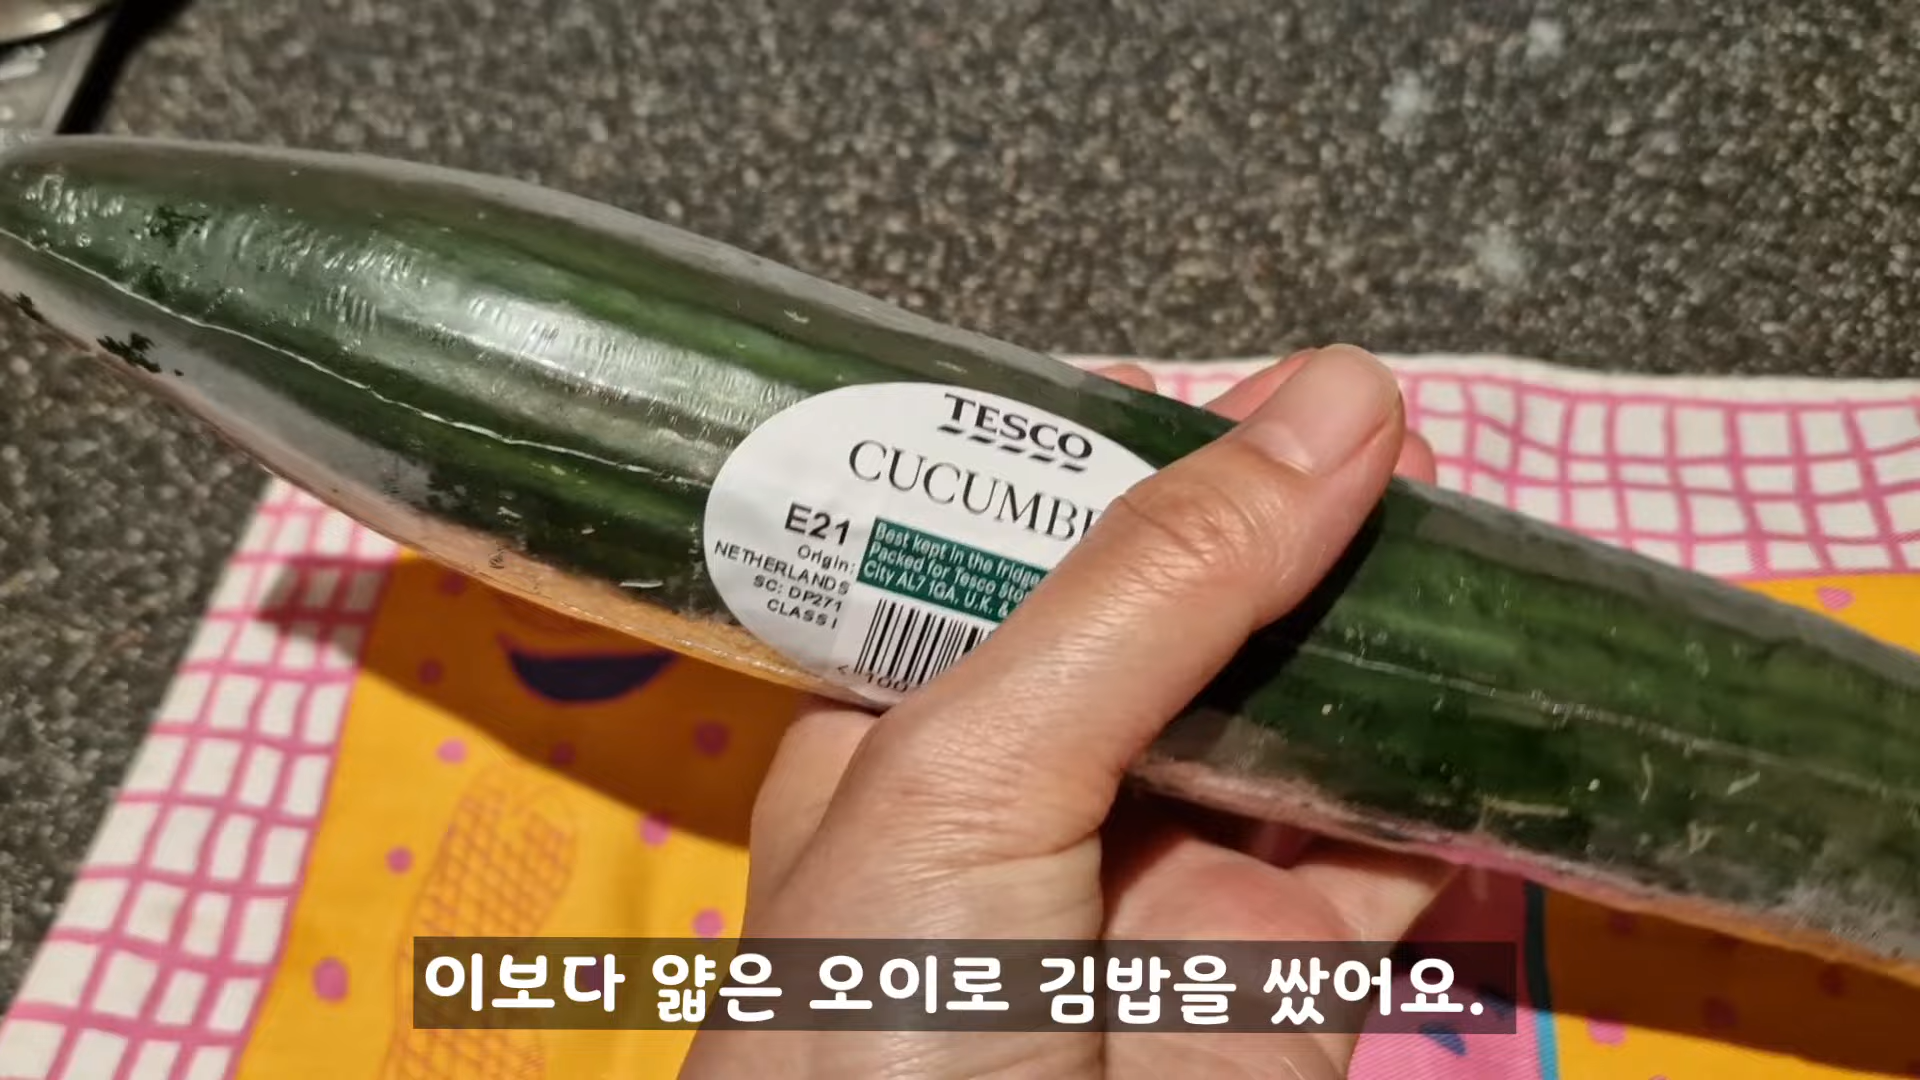 TESCO
CUCUMBE
E21
Origin:
NETHERLANDS
SC: DP271
CLASS I
Best kept in the fridge
Packed for Tesco Sto
City AL7 1GA, U.K. &
이보다 얇은 오이로 김밥을 쌌어요.